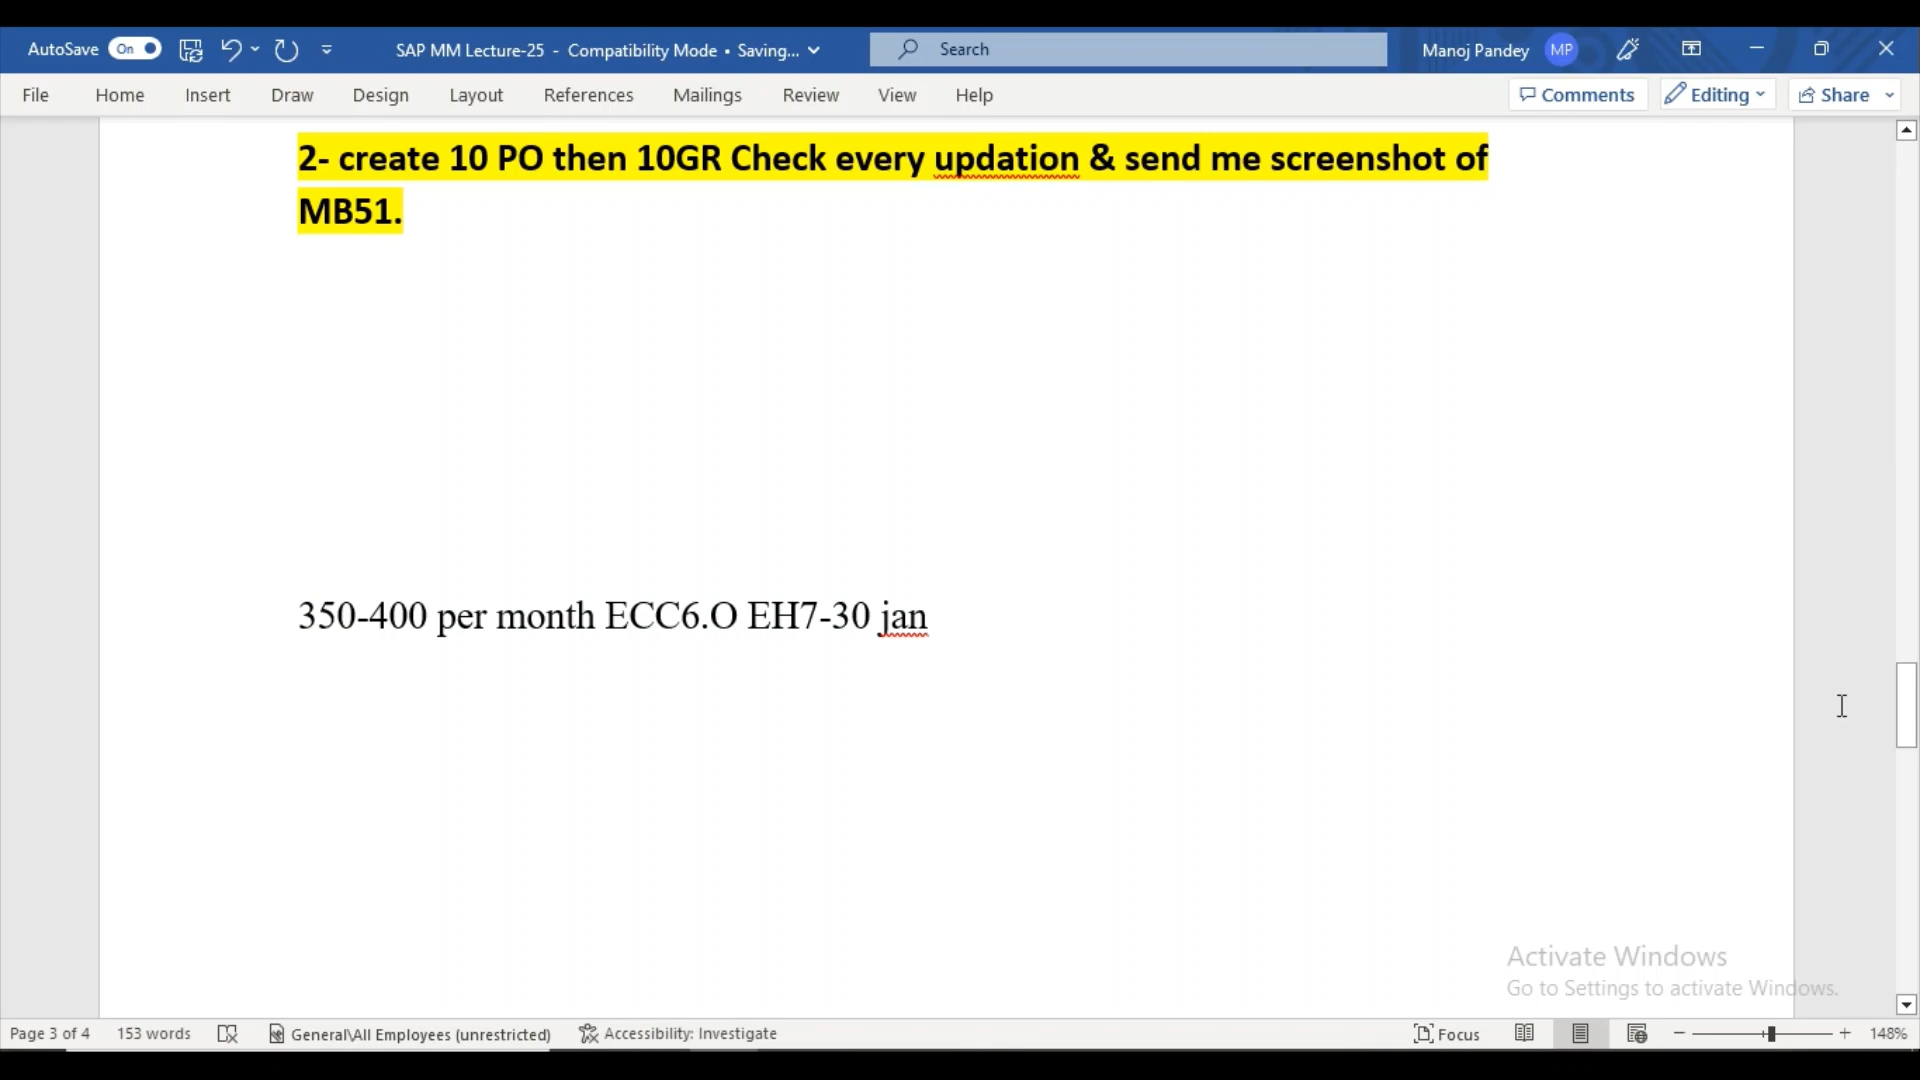 AutoSave On SAP MM Lecture-25 - Compatibility Mode • Saving... Search Manoj Pandey MP
File Home Insert Draw Design Layout References Mailings Review View Help Comments Editing Share
2- create 10 PO then 10GR Check every updation & send me screenshot of
MB51.
350-400 per month ECC6.O EH7-30 jan
Activate Windows
Go to Settings to activate Windows.
Page 3 of 4 153 words General\All Employees (unrestricted) Accessibility: Investigate Focus 148%